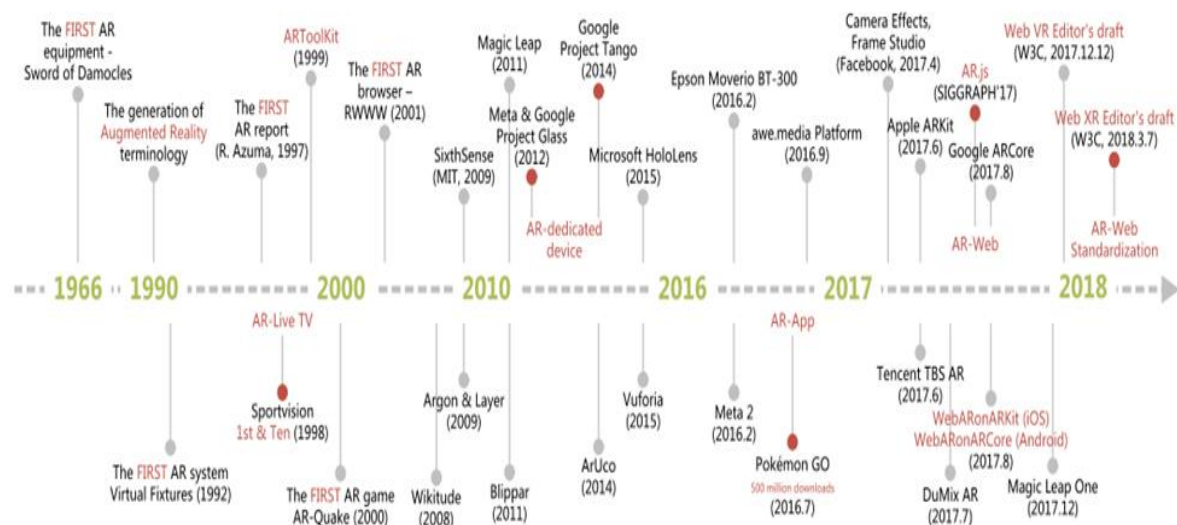 The FIRST AR
equipment -
Sword of Damocles
(1966)
The generation of
Augmented Reality
terminology
The FIRST
AR report
(R. Azuma, 1997)
ARToolKit
(1999)
The FIRST AR
browser –
RWWW (2001)
SixthSense
(MIT, 2009)
Magic Leap
(2011)
Meta & Google
Project Glass
(2012)
Google
Project Tango
(2014)
AR-dedicated
device
Microsoft HoloLens
(2015)
Epson Moverio BT-300
(2016.2)
awe.media Platform
(2016.9)
Camera Effects,
Frame Studio
(Facebook, 2017.4)
Apple ARKit
(2017.6)
AR.js
(SIGGRAPH'17)
Google ARCore
(2017.8)
AR-Web
Web VR Editor's draft
(W3C, 2017.12.12)
Web XR Editor's draft
(W3C, 2018.3.7)
AR-Web
Standardization
1966
1990
2000
2010
2016
2017
2018
The FIRST AR system
Virtual Fixtures (1992)
AR-Live TV
Sportvision
1st & Ten (1998)
The FIRST AR game
AR-Quake (2000)
Wikitude
(2008)
Argon & Layer
(2009)
Blippar
(2011)
ArUco
(2014)
Vuforia
(2015)
Meta 2
(2016.2)
AR-App
Pokémon GO
500 million downloads
(2016.7)
Tencent TBS AR
(2017.6)
DuMix AR
(2017.7)
WebARonARKit (iOS)
WebARonARCore (Android)
(2017.8)
Magic Leap One
(2017.12)